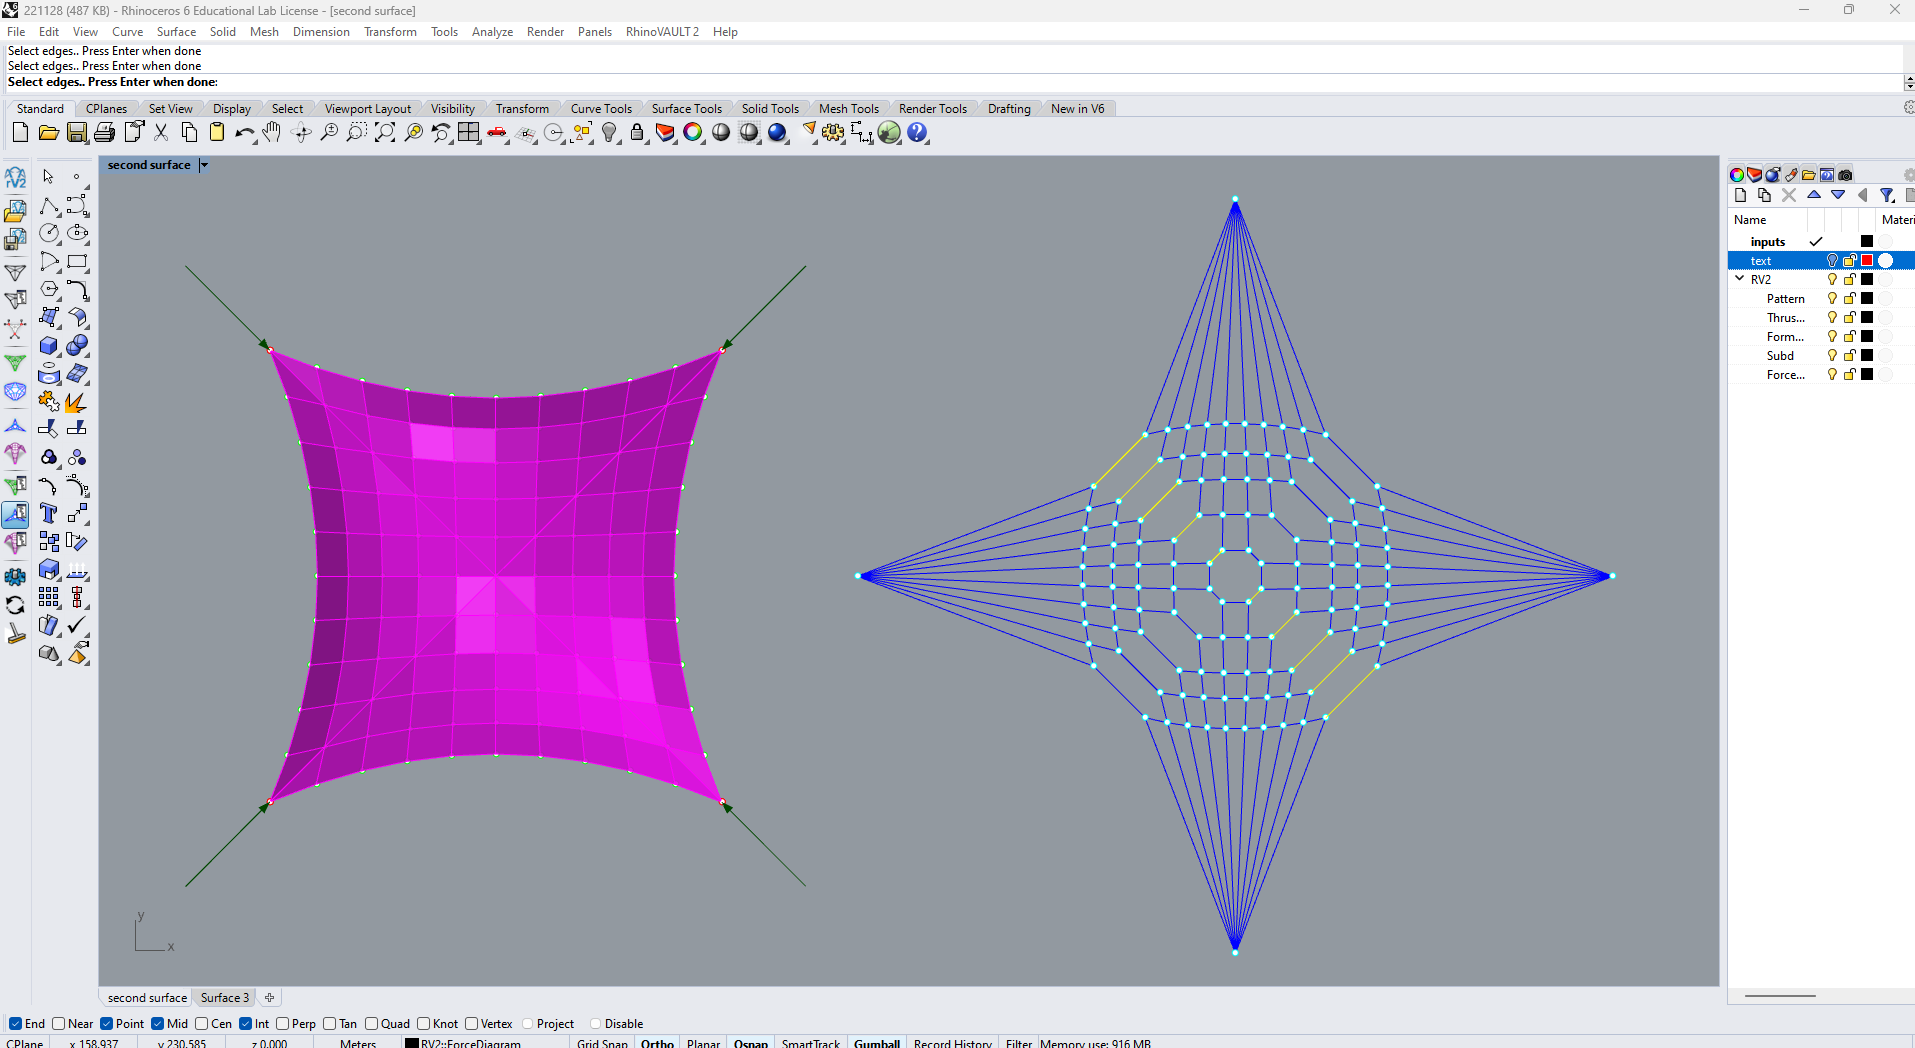 221128 (487 KB) - Rhinoceros 6 Educational Lab License - [second surface]
File Edit View Curve Surface Solid Mesh Dimension Transform Tools Analyze Render Panels RhinoVAULT 2 Help
Select edges.. Press Enter when done
Select edges.. Press Enter when done
Select edges.. Press Enter when done:
Standard CPlanes Set View Display Select Viewport Layout Visibility Transform Curve Tools Surface Tools Solid Tools Mesh Tools Render Tools Drafting New in V6
second surface
rV2
Name Materi
inputs
text
RV2
Pattern
Thrus...
Form...
Subd
Force...
y
x
second surface Surface 3
End Near Point Mid Cen Int Perp Tan Quad Knot Vertex Project Disable
CPlane x 158.937 y 230.585 z 0.000 Meters RV2::ForceDiagram Grid Snap Ortho Planar Osnap SmartTrack Gumball Record History Filter Memory use: 916 MB